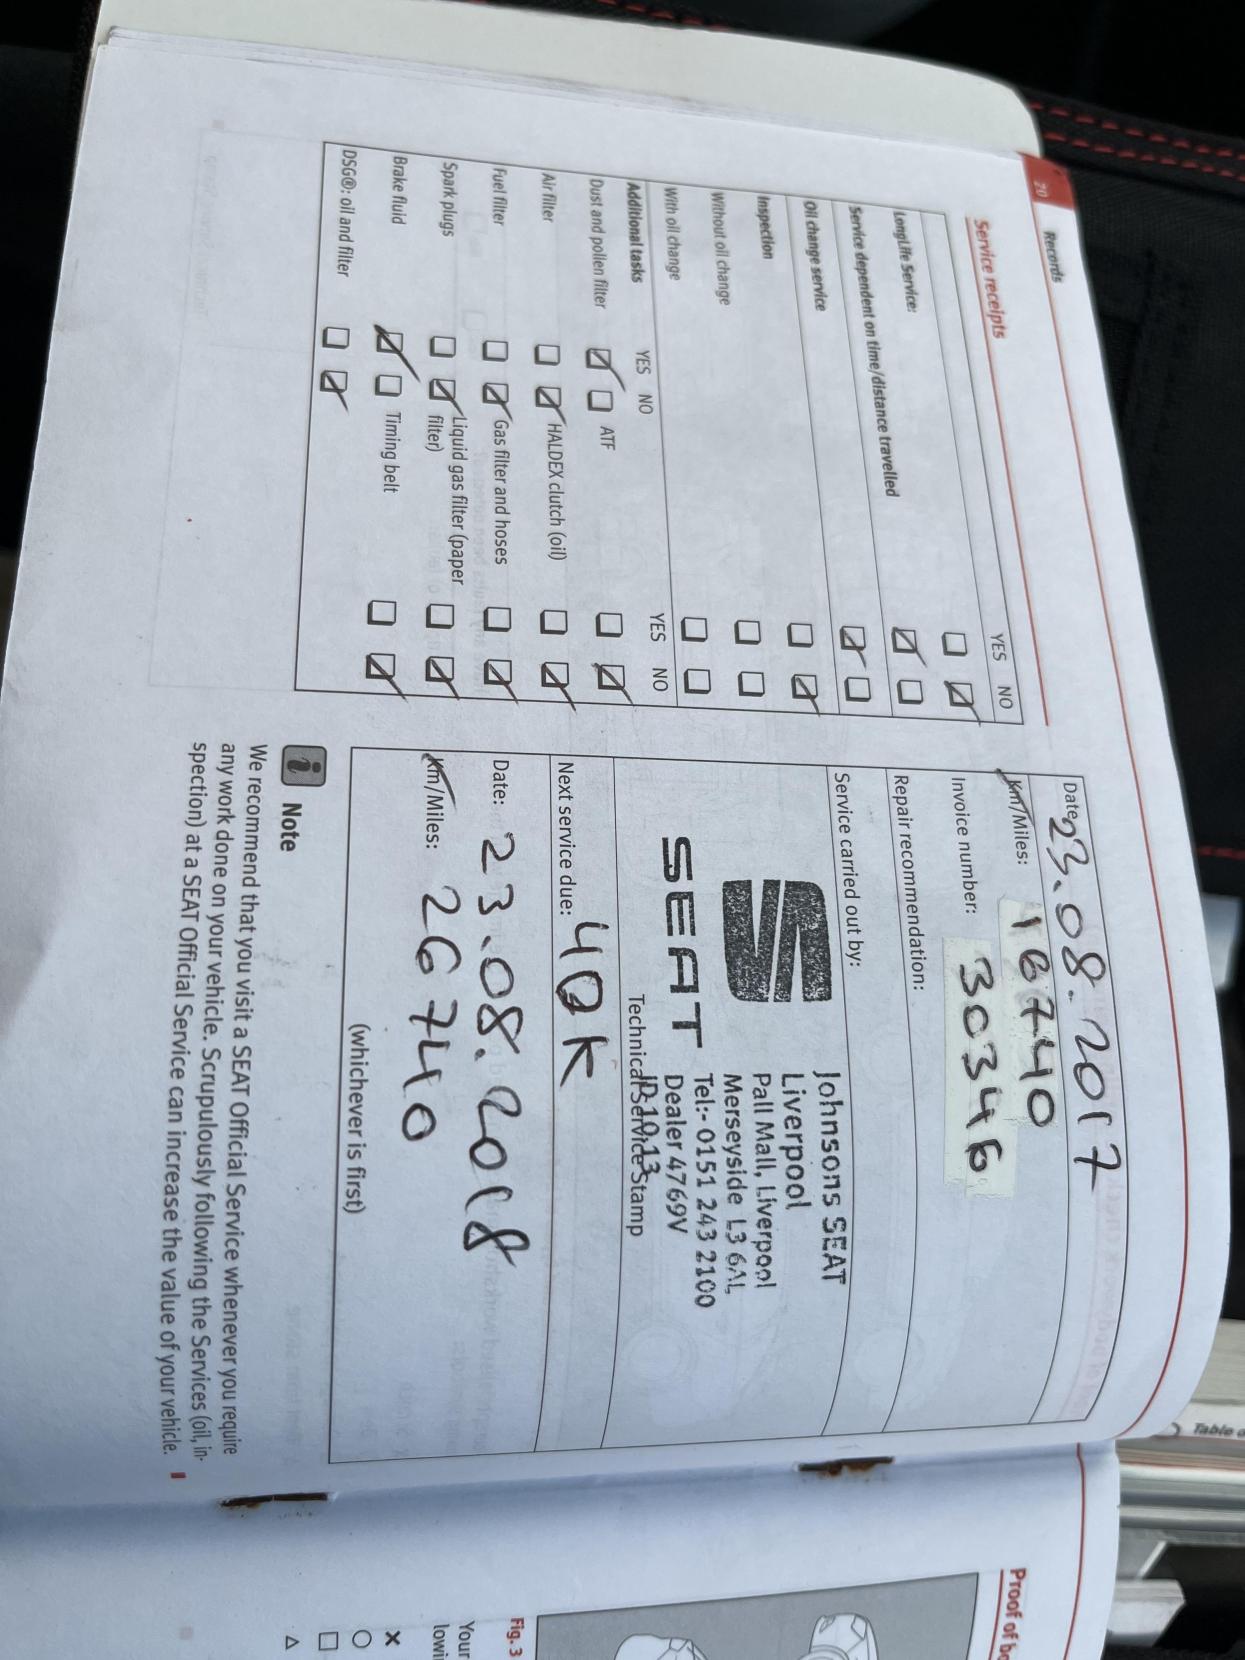 20
Records
Service receipts
YES NO
LongLife Service:
Service dependent on time/distance travelled
Oil change service
Inspection
Without oil change
With oil change
Additional tasks YES NO YES NO
Dust and pollen filter ATF
Air filter HALDEX clutch (oil)
Fuel filter Gas filter and hoses
Spark plugs Liquid gas filter (paper
filter)
Brake fluid Timing belt
DSG®: oil and filter
Date: 23.08.2017
Km/Miles: 16740
Invoice number: 30346
Repair recommendation:
Service carried out by:
SEAT
Johnsons SEAT
Liverpool
Pall Mall, Liverpool
Merseyside L3 6AL
Tel:- 0151 243 2100
Dealer 4769V
Technical Service Stamp
Next service due: 40K
Date: 23.08.2018
Km/Miles: 26740
(whichever is first)
i Note
We recommend that you visit a SEAT Official Service whenever you require
any work done on your vehicle. Scrupulously following the Services (oil, in-
spection) at a SEAT Official Service can increase the value of your vehicle.
Proof of
Fig. 3
Your
Table